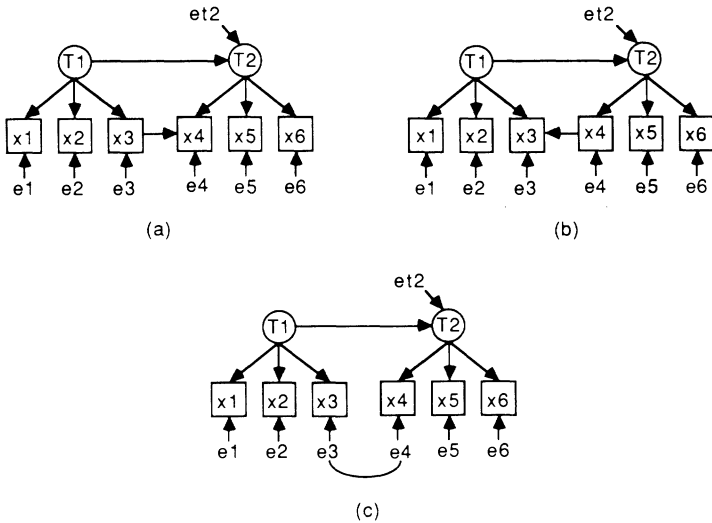 et2 et2
T1 T2 T1 T2
x1 x2 x3 x4 x5 x6 x1 x2 x3 x4 x5 x6
e1 e2 e3 e4 e5 e6 e1 e2 e3 e4 e5 e6
(a) (b)
et2
T1 T2
x1 x2 x3 x4 x5 x6
e1 e2 e3 e4 e5 e6
(c)